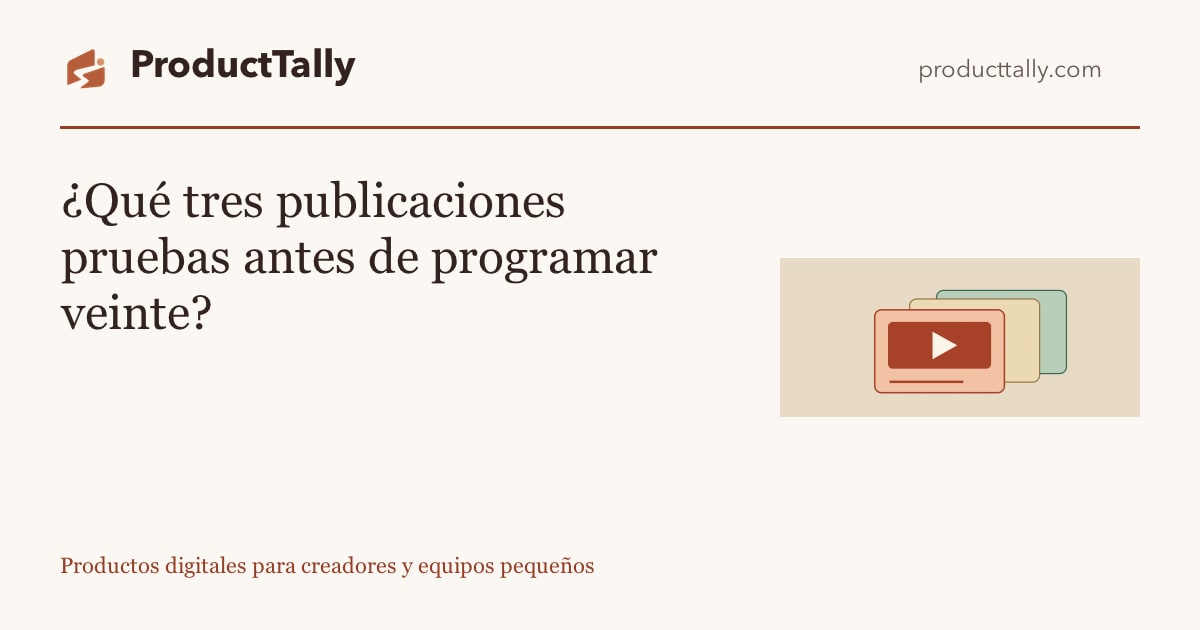 ProductTally
producttally.com
¿Qué tres publicaciones
pruebas antes de programar
veinte?
Productos digitales para creadores y equipos pequeños